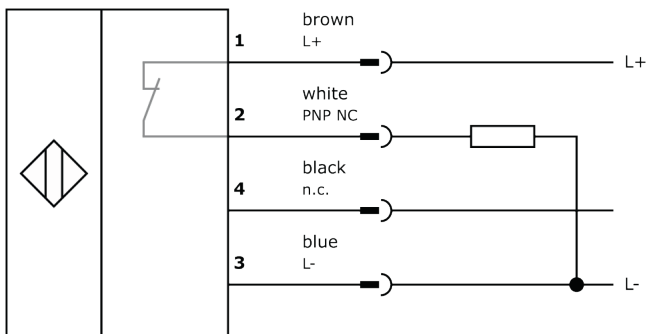 brown
1 L+ L+
white
2 PNP NC
black
4 n.c.
blue
3 L- L-